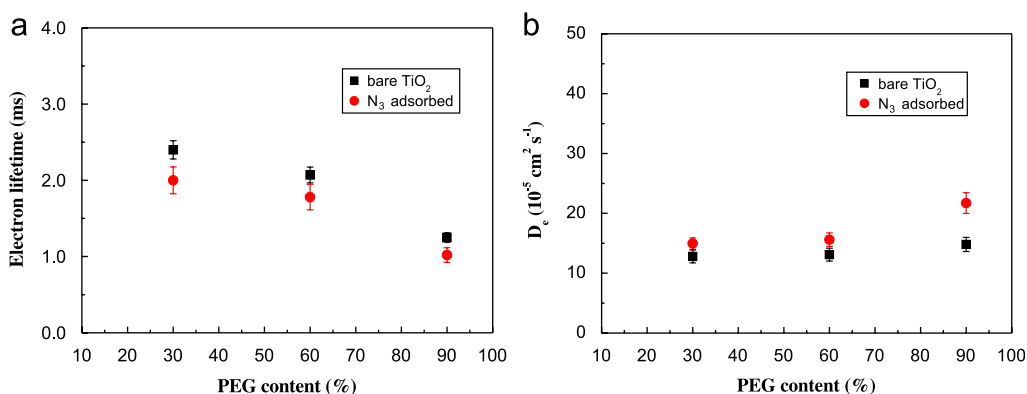 a
4.0
3.0
2.0
1.0
0.0
Electron lifetime (ms)
bare TiO2
N3 adsorbed
10 20 30 40 50 60 70 80 90 100
PEG content (%)
b
50
40
30
20
10
0
De (10-5 cm2 s-1)
bare TiO2
N3 adsorbed
10 20 30 40 50 60 70 80 90 100
PEG content (%)